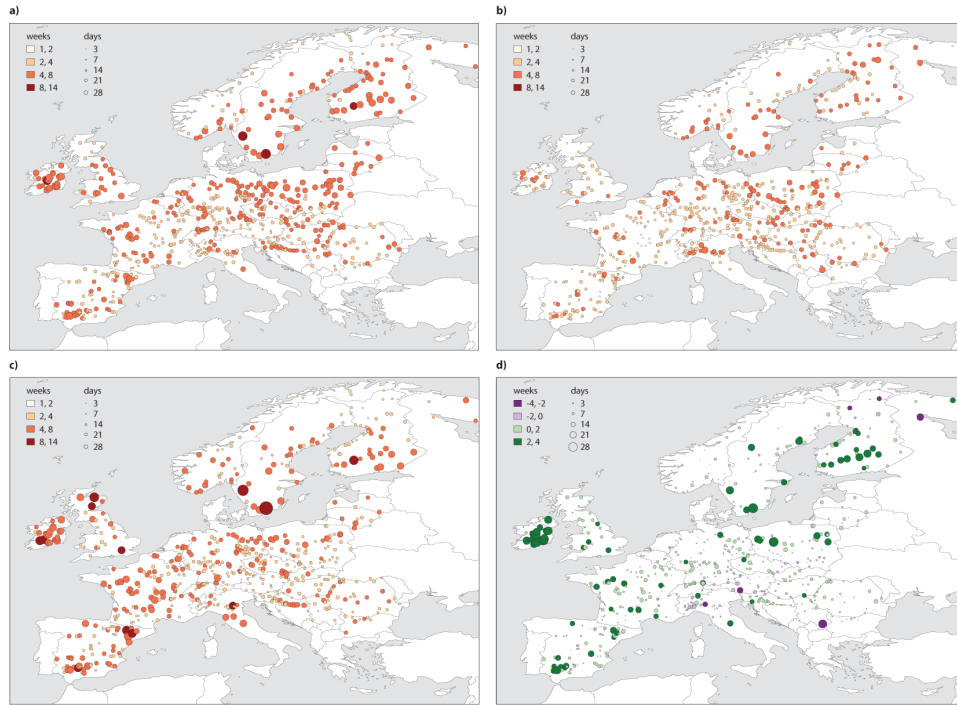 a)
weeks days
1, 2 3
2, 4 7
4, 8 14
8, 14 21
28
b)
weeks days
1, 2 3
2, 4 7
4, 8 14
8, 14 21
28
c)
weeks days
1, 2 3
2, 4 7
4, 8 14
8, 14 21
28
d)
weeks days
-4, -2 3
-2, 0 7
0, 2 14
2, 4 21
28